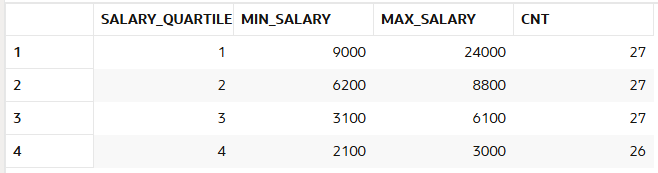 SALARY_QUARTILE MIN_SALARY MAX_SALARY CNT
1 1 9000 24000 27
2 2 6200 8800 27
3 3 3100 6100 27
4 4 2100 3000 26